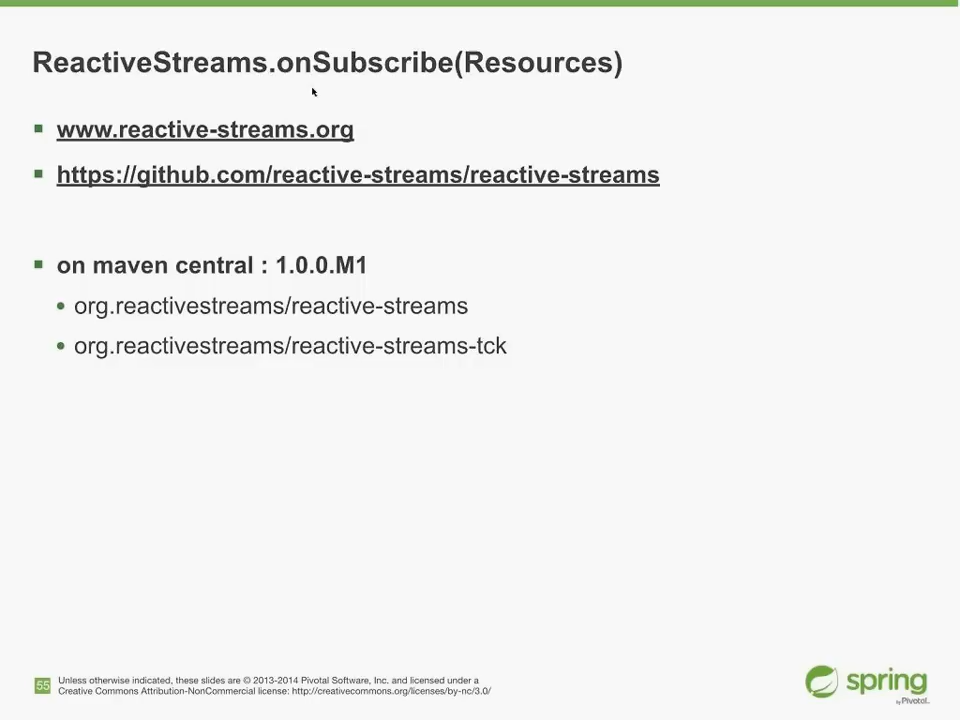 ReactiveStreams.onSubscribe(Resources)
www.reactive-streams.org
https://github.com/reactive-streams/reactive-streams
on maven central : 1.0.0.M1
org.reactivestreams/reactive-streams
org.reactivestreams/reactive-streams-tck
55
Unless otherwise indicated, these slides are © 2013-2014 Pivotal Software, Inc. and licensed under a
Creative Commons Attribution-NonCommercial license: http://creativecommons.org/licenses/by-nc/3.0/
spring
by Pivotal™